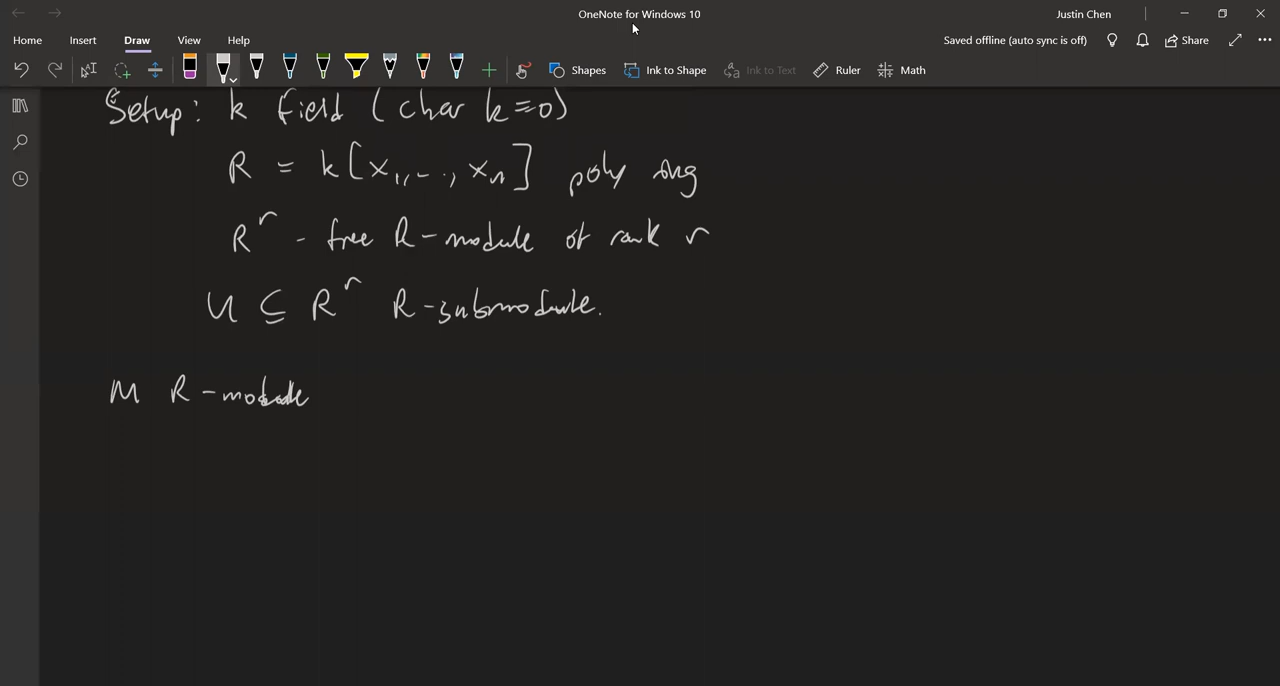 OneNote for Windows 10
Justin Chen
Home Insert Draw View Help
Saved offline (auto sync is off) Share
Shapes Ink to Shape Ink to Text Ruler Math
Setup: k field (char k=0)
R = k[x₁,..., xₙ] poly ring
Rʳ - free R-module of rank r
U ⊆ Rʳ R-submodule.
M R-module